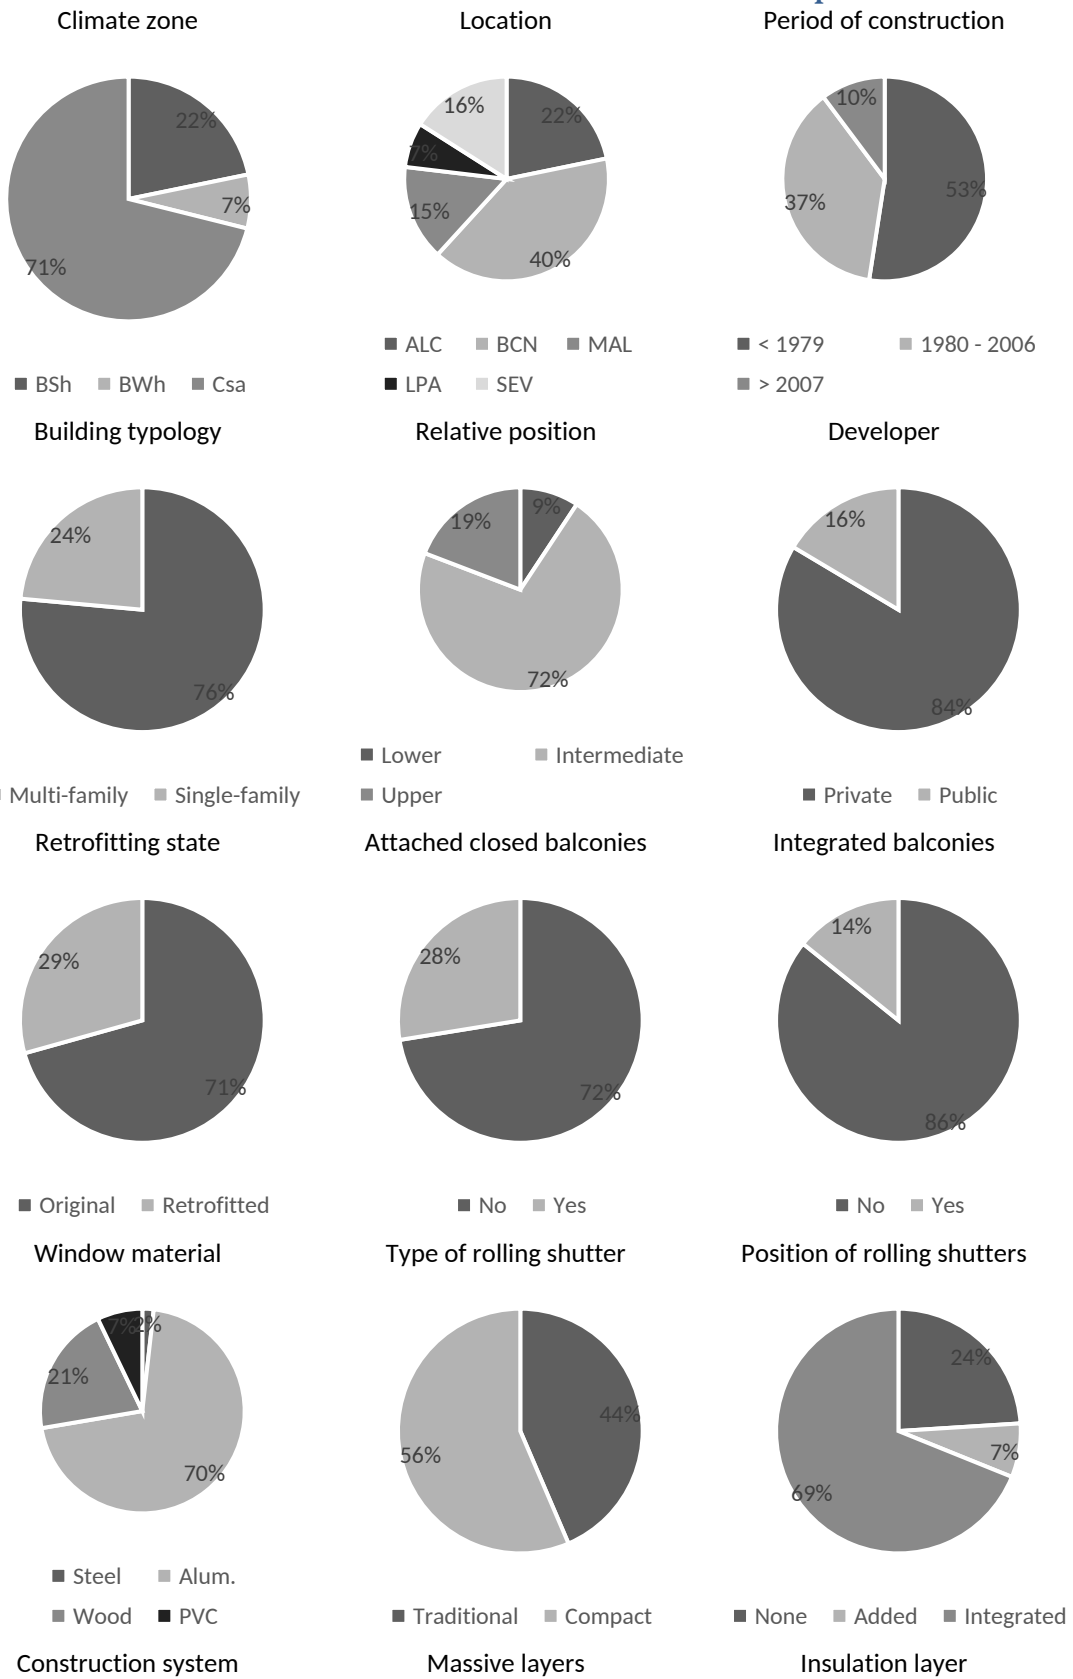 Climate zone
22%
7%
71%
BSh BWh Csa
Location
16%
22%
7%
15%
40%
ALC BCN MAL
LPA SEV
Period of construction
10%
53%
37%
< 1979 1980 - 2006
> 2007
Building typology
24%
76%
Multi-family Single-family
Relative position
9%
19%
72%
Lower Intermediate
Upper
Developer
16%
84%
Private Public
Retrofitting state
29%
71%
Original Retrofitted
Attached closed balconies
28%
72%
No Yes
Integrated balconies
14%
86%
No Yes
Window material
7% 2%
21%
70%
Steel Alum.
Wood PVC
Type of rolling shutter
44%
56%
Traditional Compact
Position of rolling shutters
24%
7%
69%
None Added Integrated
Construction system
Massive layers
Insulation layer